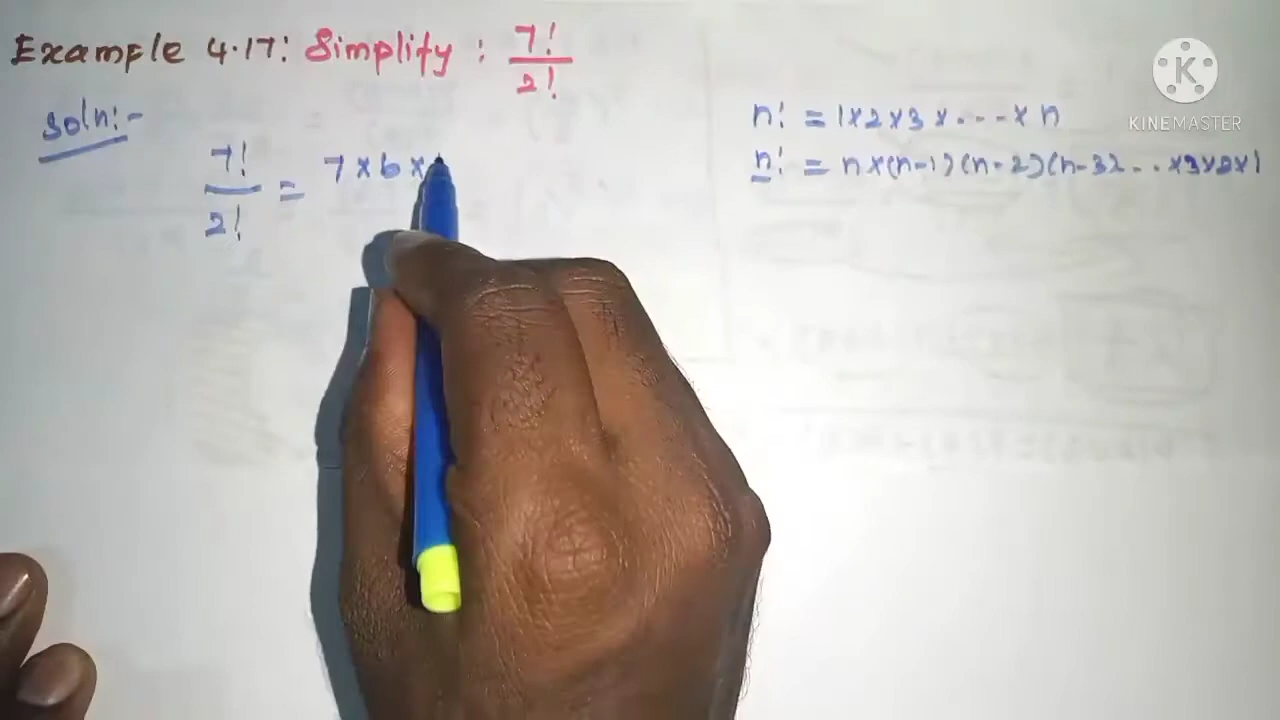 Example 4.17: Simplify : 7!/2!
Soln:-
7!/2! = 7×6×
n! = 1×2×3×....×n
n! = n×(n-1)(n-2)(n-3)...×3×2×1
K
KINEMASTER